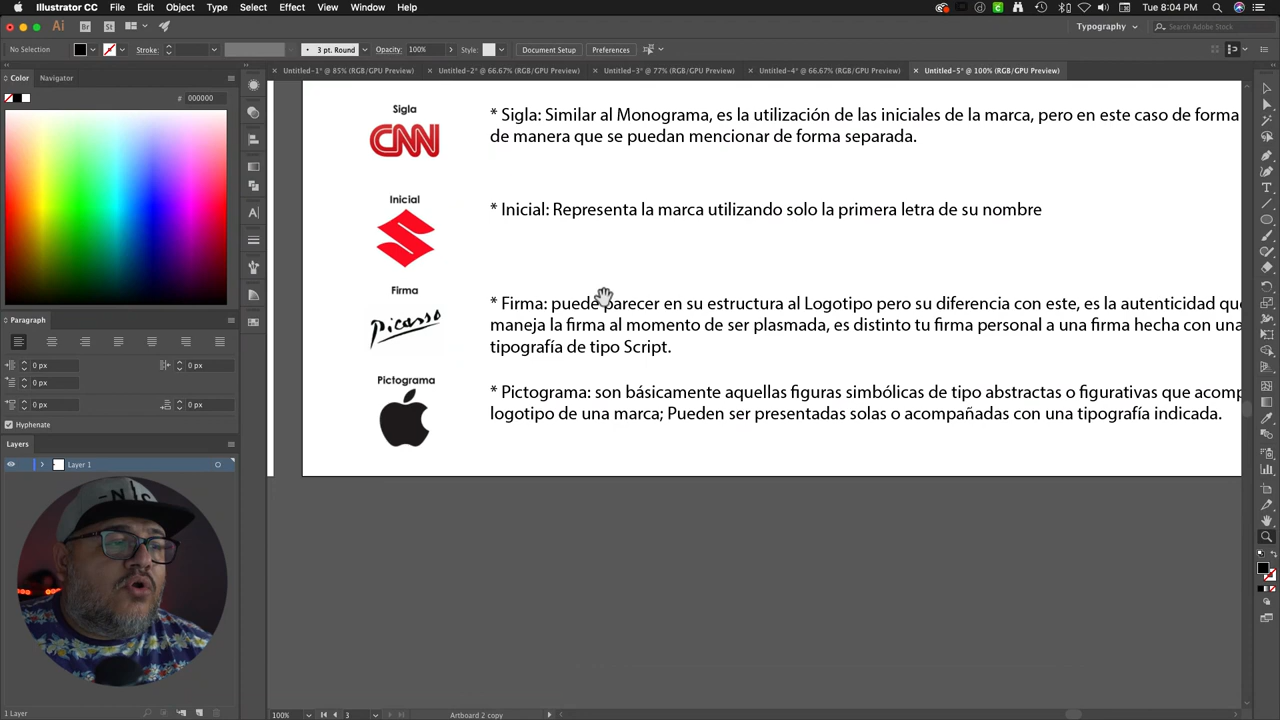 Illustrator CC File Edit Object Type Select Effect View Window Help
Tue 8:04 PM
Ai Br St
Typography
Search Adobe Stock
No Selection Stroke: 3 pt. Round Opacity: 100% Style: Document Setup Preferences
Color Navigator
Untitled-1* @ 85% (RGB/GPU Preview) Untitled-2* @ 66.67% (RGB/GPU Preview) Untitled-3* @ 77% (RGB/GPU Preview) Untitled-4* @ 66.67% (RGB/GPU Preview) Untitled-5* @ 100% (RGB/GPU Preview)
# 000000
Sigla
CNN
* Sigla: Similar al Monograma, es la utilización de las iniciales de la marca, pero en este caso de forma
de manera que se puedan mencionar de forma separada.
Inicial
* Inicial: Representa la marca utilizando solo la primera letra de su nombre
Firma
Picasso
* Firma: puede parecer en su estructura al Logotipo pero su diferencia con este, es la autenticidad que
maneja la firma al momento de ser plasmada, es distinto tu firma personal a una firma hecha con una
tipografía de tipo Script.
Pictograma
* Pictograma: son básicamente aquellas figuras simbólicas de tipo abstractas o figurativas que acomp
logotipo de una marca; Pueden ser presentadas solas o acompañadas con una tipografía indicada.
Paragraph
0 px 0 px
0 px
0 px 0 px
Hyphenate
Layers
Layer 1
1 Layer
100% 3 Artboard 2 copy